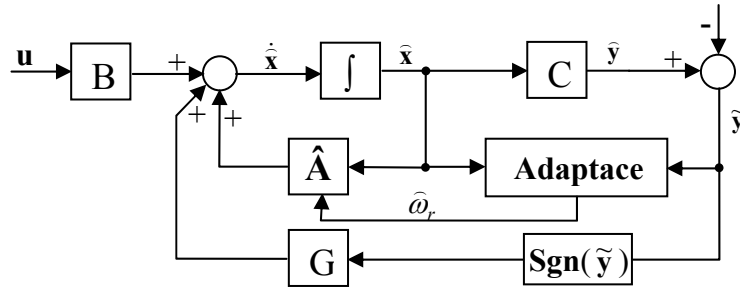 -
u B + ẋ̂ ∫ x̂ C ŷ +
+ + ỹ
Â Adaptace
ω̂r
G Sgn(ỹ)